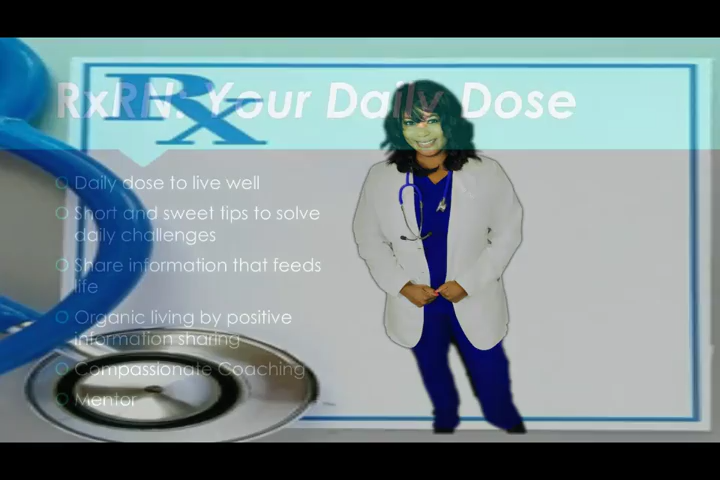 RxRN: Your Daily Dose
Rx
Daily dose to live well
Short and sweet tips to solve
daily challenges
Share information that feeds
life
Organic living by positive
information sharing
Compassionate Coaching
Mentor